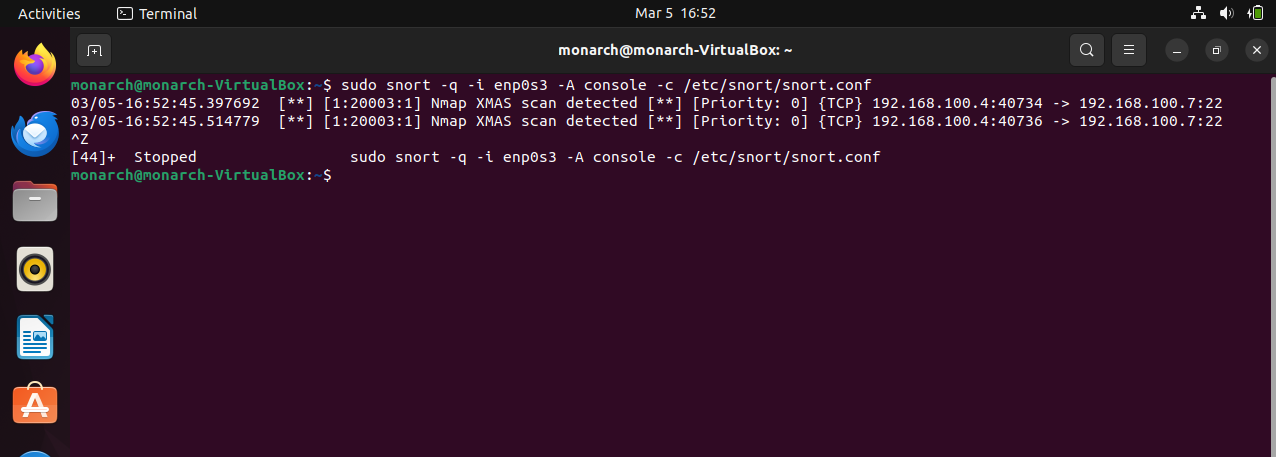 Activities
Terminal
Mar 5 16:52
monarch@monarch-VirtualBox: ~
monarch@monarch-VirtualBox:~$ sudo snort -q -i enp0s3 -A console -c /etc/snort/snort.conf
03/05-16:52:45.397692  [**] [1:20003:1] Nmap XMAS scan detected [**] [Priority: 0] {TCP} 192.168.100.4:40734 -> 192.168.100.7:22
03/05-16:52:45.514779  [**] [1:20003:1] Nmap XMAS scan detected [**] [Priority: 0] {TCP} 192.168.100.4:40736 -> 192.168.100.7:22
^Z
[44]+  Stopped                 sudo snort -q -i enp0s3 -A console -c /etc/snort/snort.conf
monarch@monarch-VirtualBox:~$